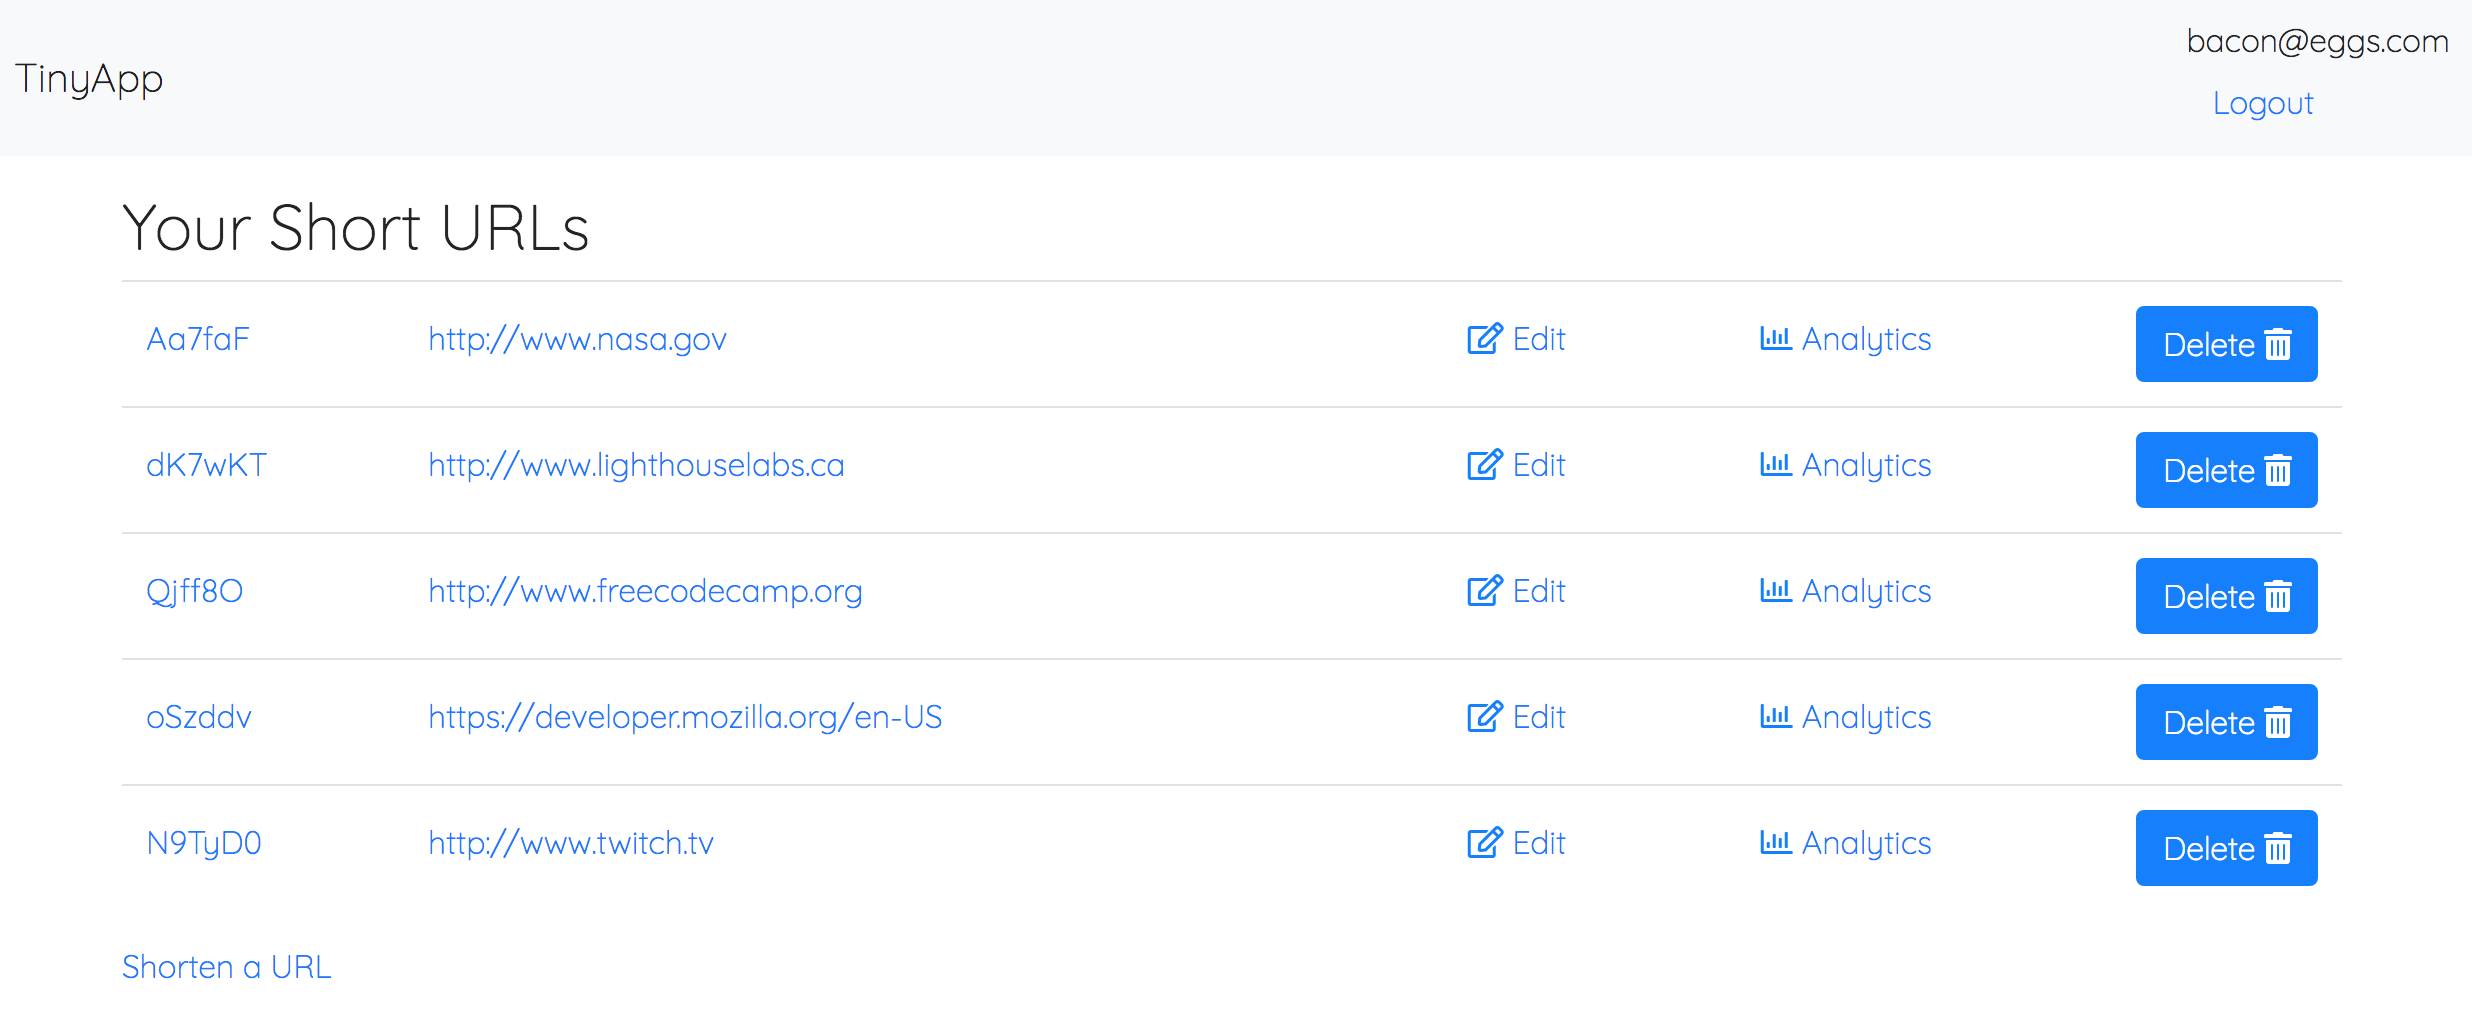 TinyApp
bacon@eggs.com
Logout
Your Short URLs
Aa7faF http://www.nasa.gov Edit Analytics Delete
dK7wKT http://www.lighthouselabs.ca Edit Analytics Delete
Qjff8O http://www.freecodecamp.org Edit Analytics Delete
oSzddv https://developer.mozilla.org/en-US Edit Analytics Delete
N9TyD0 http://www.twitch.tv Edit Analytics Delete
Shorten a URL